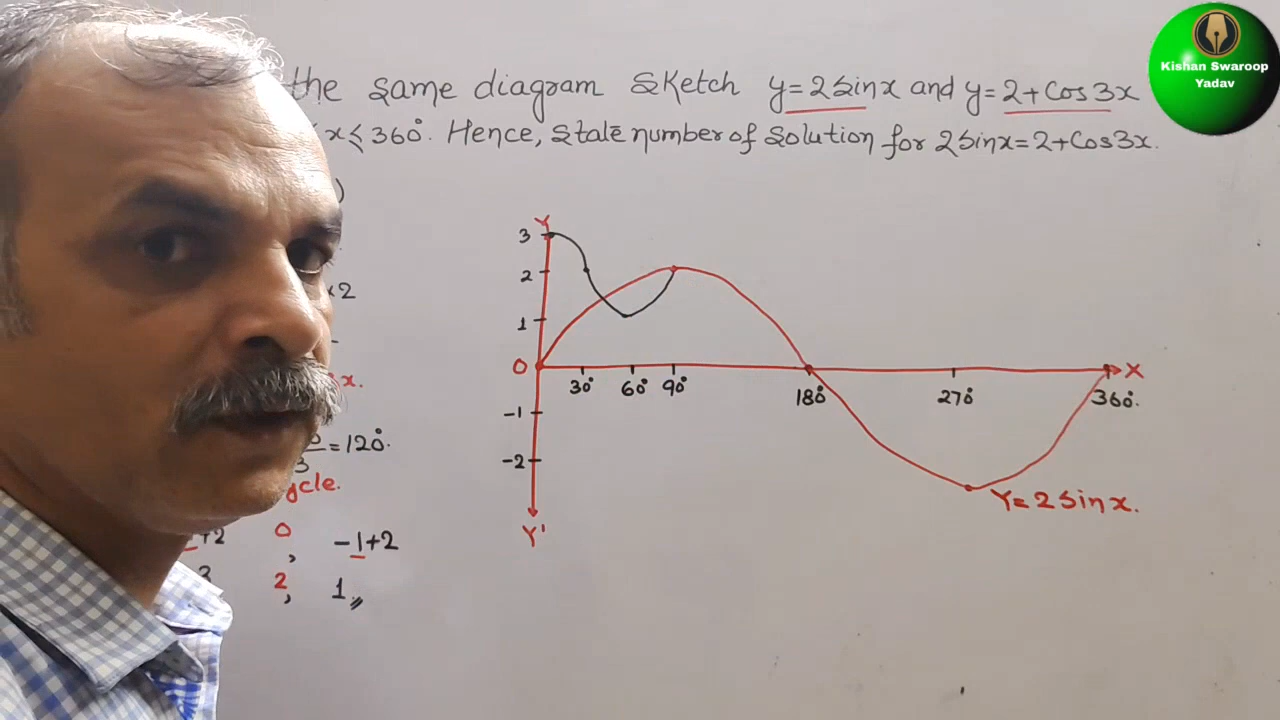 Kishan Swaroop
Yadav
the same diagram Sketch y=2Sinx and y=2+Cos3x
x⩽360°. Hence, State number of Solution for 2Sinx=2+Cos3x.
)
×2
x.
3
=120°.
cycle.
+2 0 , -1+2
3 2, 1
Y
3
2
1
0
-1
-2
Y'
30° 60° 90° 180° 270° 360°.
X
Y=2Sinx.